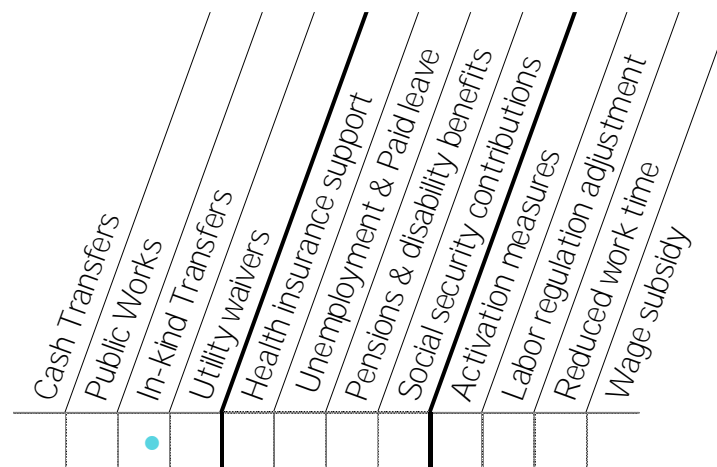 Cash Transfers
Public Works
In-Kind Transfers
Utility waivers
Health insurance support
Unemployment & Paid leave
Pensions & disability benefits
Social security contributions
Activation measures
Labor regulation adjustment
Reduced work time
Wage subsidy